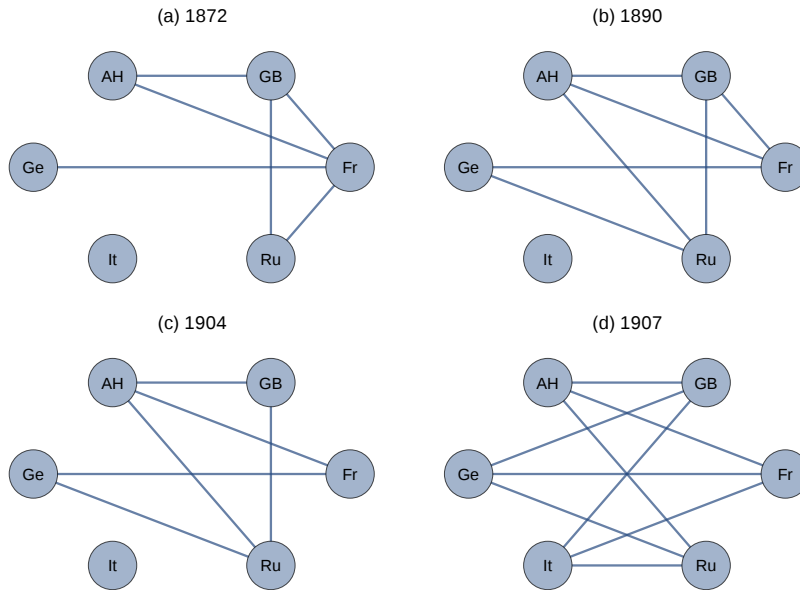 (a) 1872
AH
GB
Ge
Fr
It
Ru
(b) 1890
AH
GB
Ge
Fr
It
Ru
(c) 1904
AH
GB
Ge
Fr
It
Ru
(d) 1907
AH
GB
Ge
Fr
It
Ru